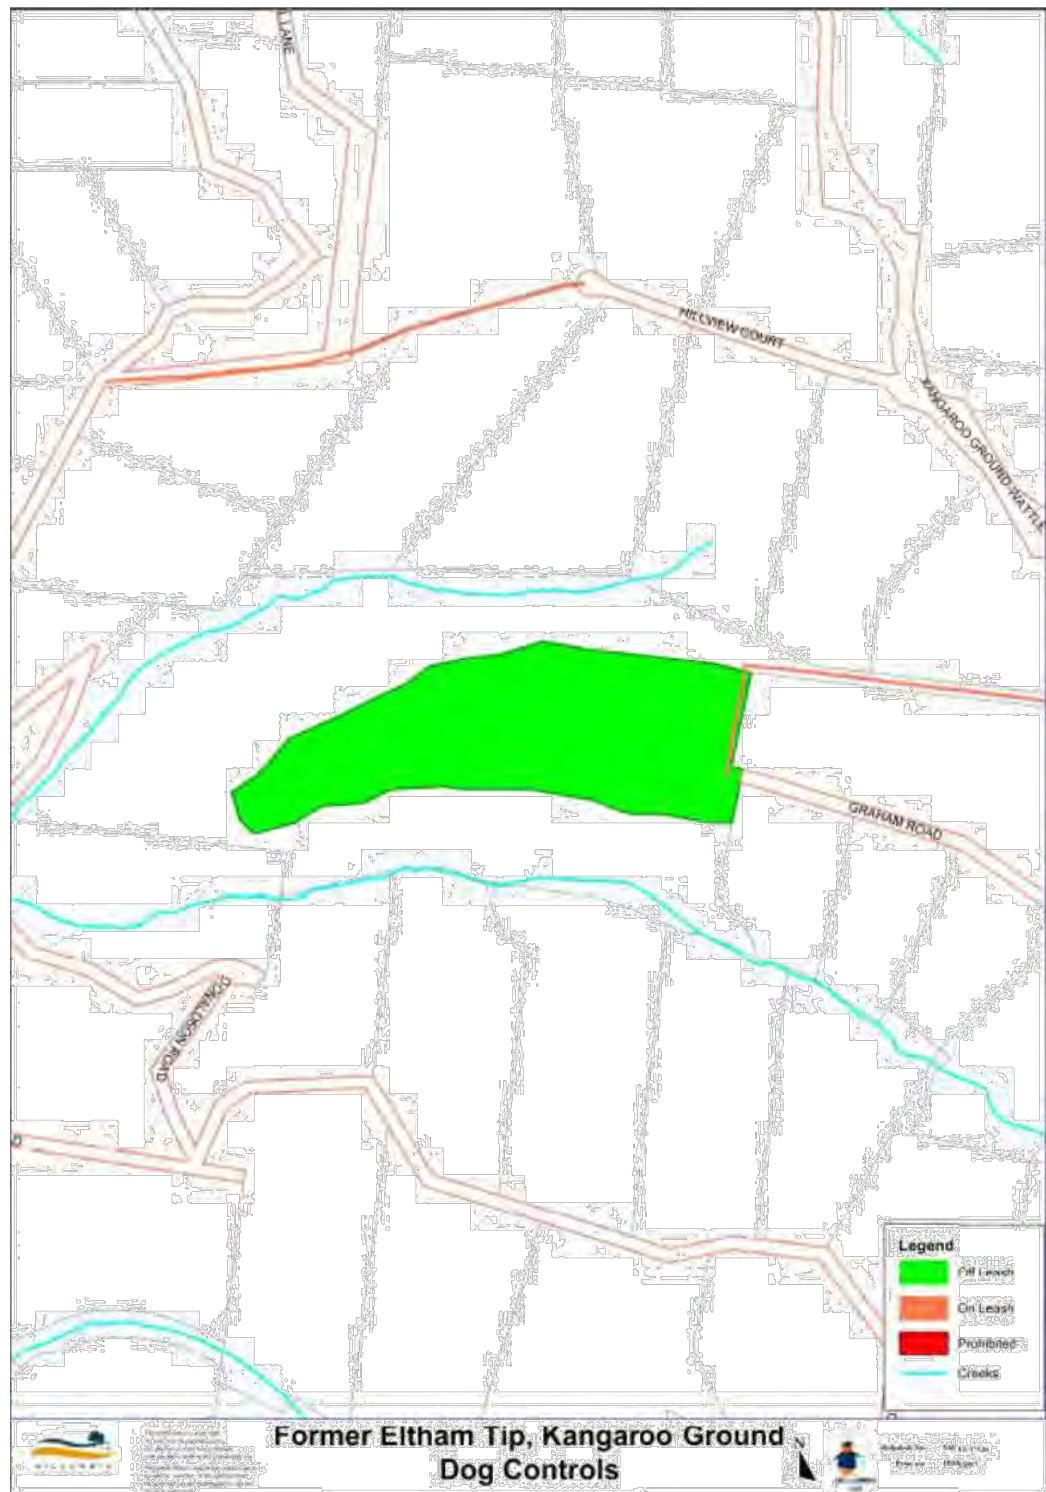 LANE
HILLVIEW COURT
KANGAROO GROUND-WATTLE
GRAHAM ROAD
DONALDSON ROAD
D
Legend
Off Leash
On Leash
Prohibited
Creeks
Former Eltham Tip, Kangaroo Ground
Dog Controls
N
NILLUMBIK